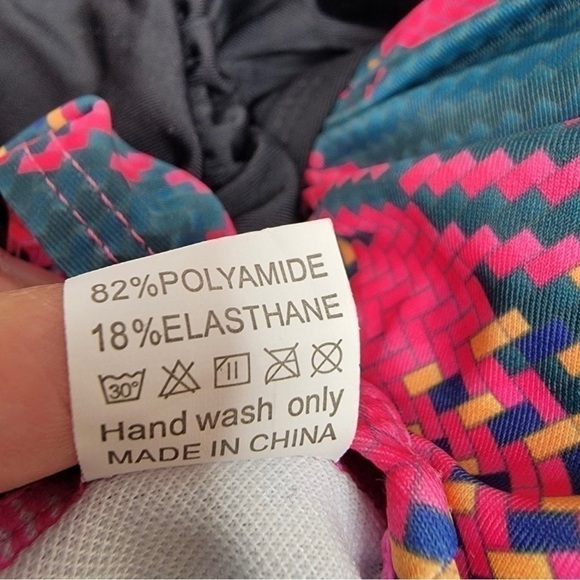 82%POLYAMIDE
18%ELASTHANE
30°
Hand wash only
MADE IN CHINA